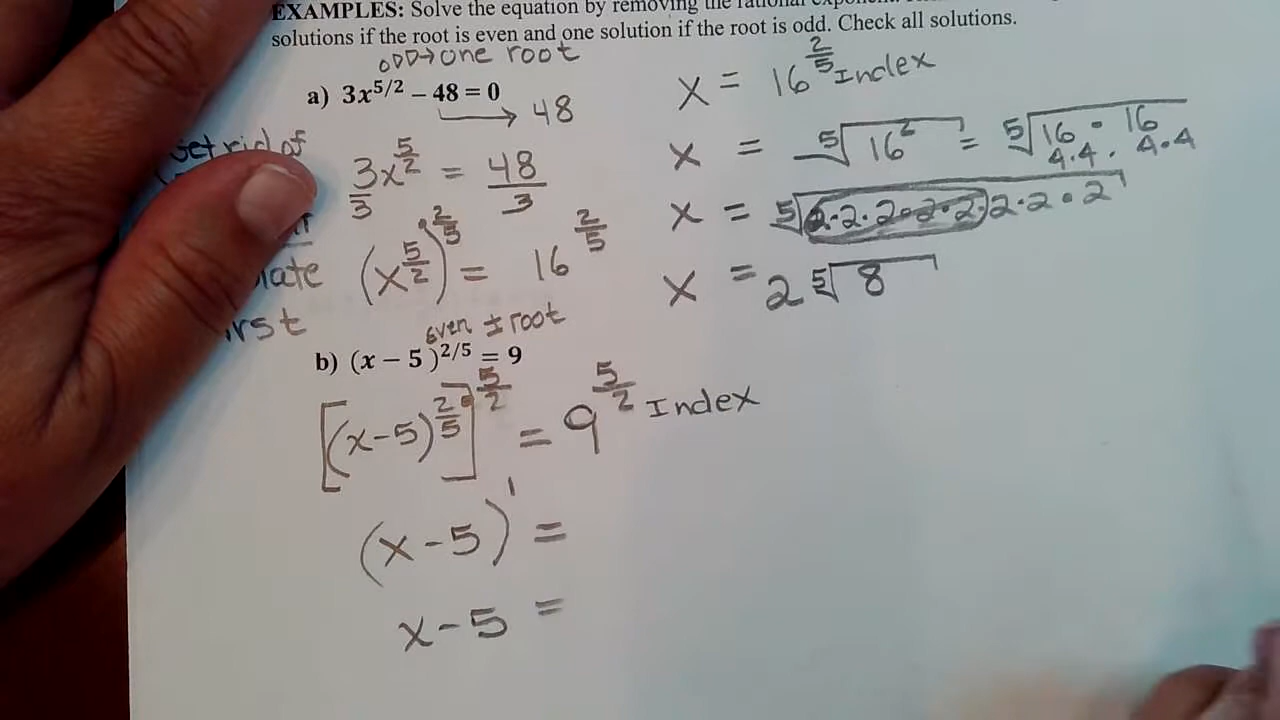 EXAMPLES: Solve the equation by removing the rational
solutions if the root is even and one solution if the root is odd. Check all solutions.
ODD→one root
a) 3x^5/2 – 48 = 0
→ 48
get rid of
3x^5/2 = 48
3 3
(x^5/2)^2/5 = 16^2/5
first
x = 16^2/5 Index
x = ⁵√16² = ⁵√16 · 16
4·4 · 4·4
x = ⁵√2·2·2·2·2·2·2·2
x = 2 ⁵√8
even ± root
b) (x – 5)^2/5 = 9
[(x-5)^2/5]^5/2 = 9^5/2 Index
(x-5)^1 =
x-5 =